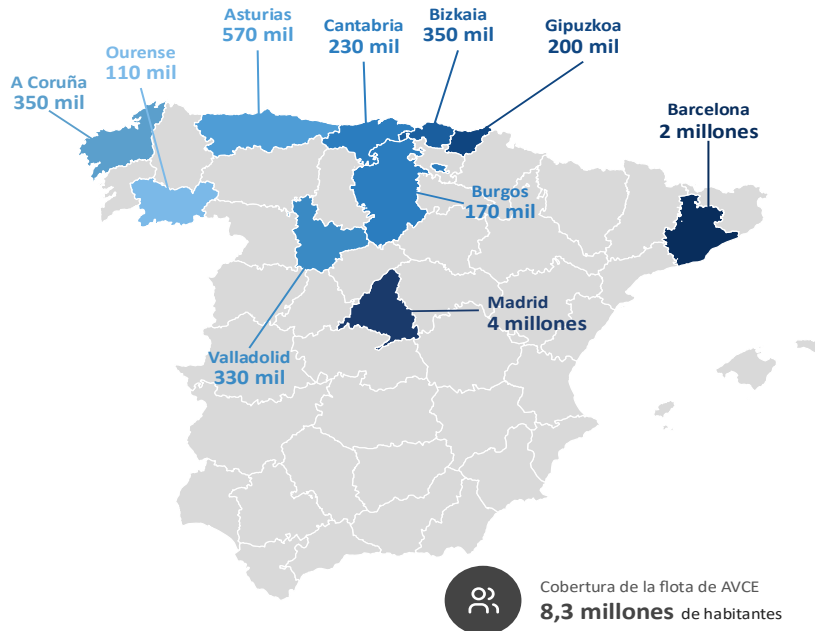 Asturias
570 mil
Cantabria
230 mil
Bizkaia
350 mil
Gipuzkoa
200 mil
Ourense
110 mil
A Coruña
350 mil
Barcelona
2 millones
Burgos
170 mil
Madrid
4 millones
Valladolid
330 mil
Cobertura de la flota de AVCE
8,3 millones de habitantes